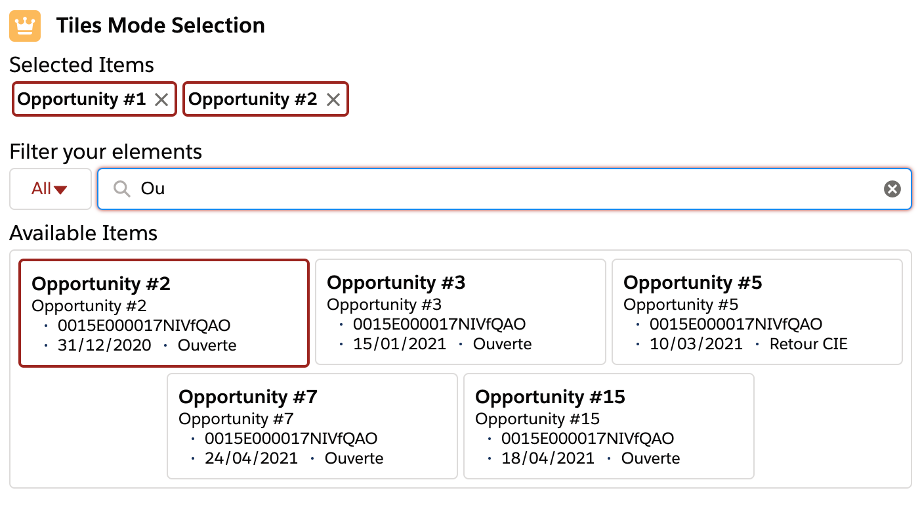 Tiles Mode Selection
Selected Items
Opportunity #1 Opportunity #2
Filter your elements
All Ou
Available Items
Opportunity #2
Opportunity #2
· 0015E000017NIVfQAO
· 31/12/2020 · Ouverte
Opportunity #3
Opportunity #3
· 0015E000017NIVfQAO
· 15/01/2021 · Ouverte
Opportunity #5
Opportunity #5
· 0015E000017NIVfQAO
· 10/03/2021 · Retour CIE
Opportunity #7
Opportunity #7
· 0015E000017NIVfQAO
· 24/04/2021 · Ouverte
Opportunity #15
Opportunity #15
· 0015E000017NIVfQAO
· 18/04/2021 · Ouverte